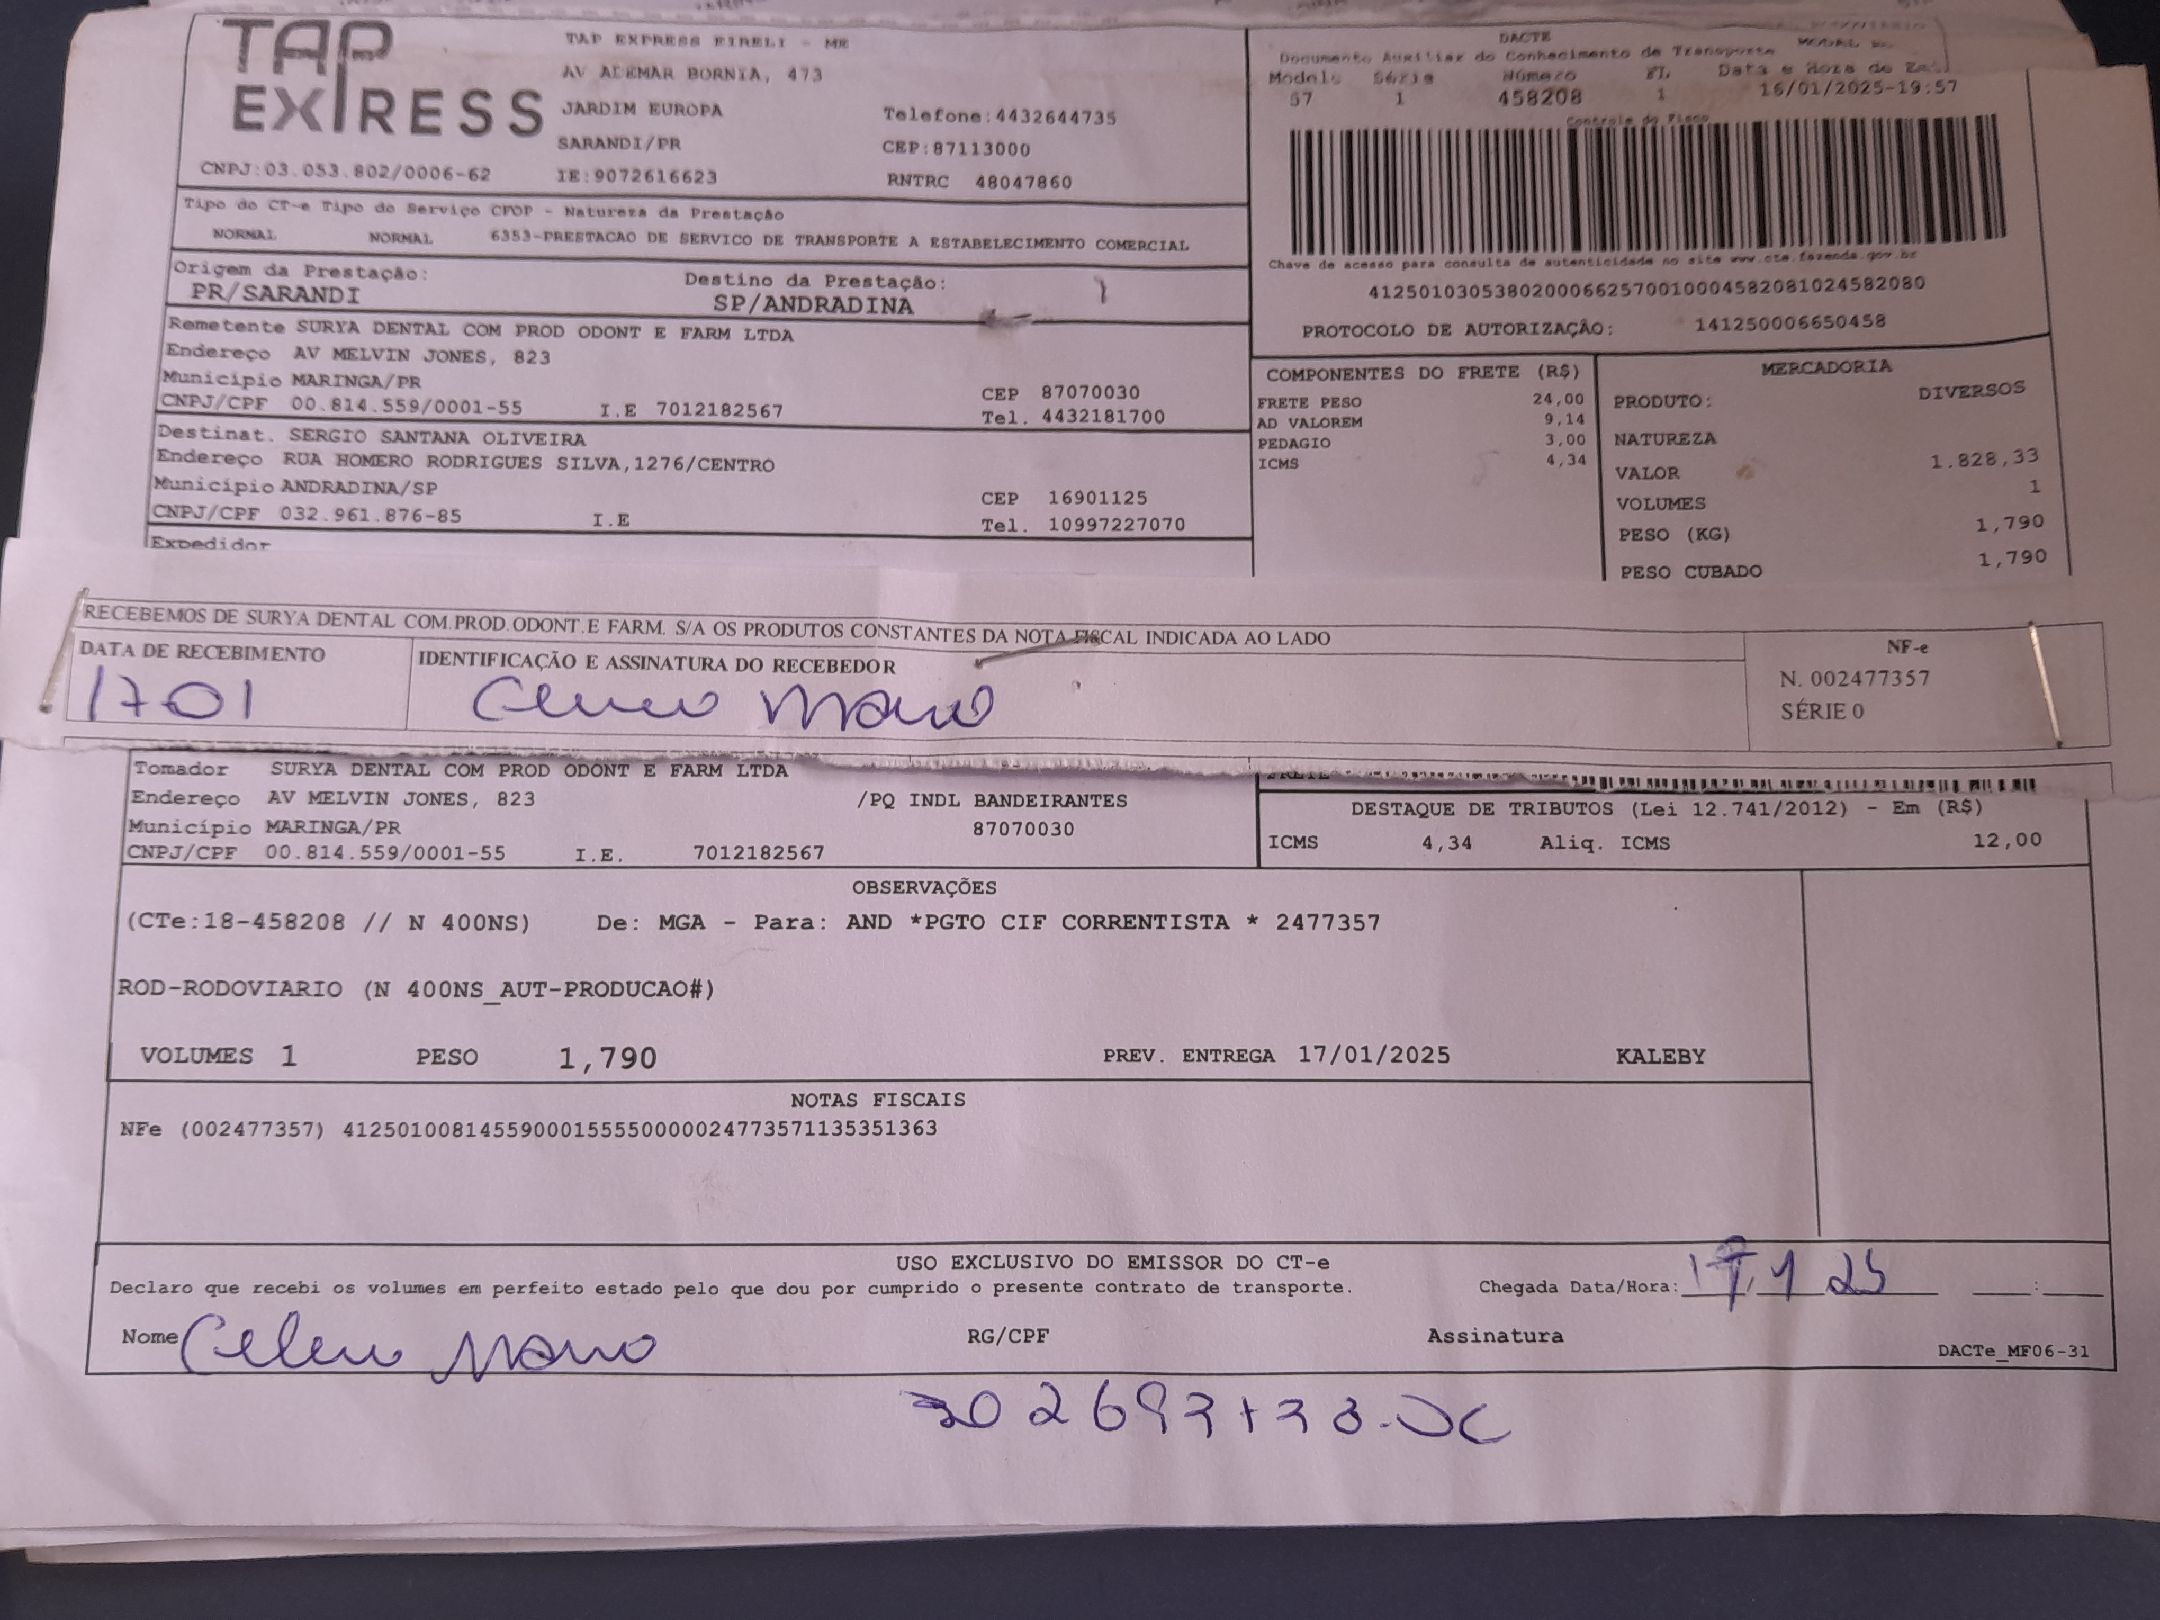 TAP EXPRESS
TAP EXPRESS EIRELI - ME
AV ADEMAR BORNIA, 473
JARDIM EUROPA Telefone:4432644735
SARANDI/PR CEP:87113000
CNPJ:03.053.802/0006-62 IE:9072616623 RNTRC 48047860
Tipo do CT-e Tipo do Serviço CFOP - Natureza da Prestação
NORMAL NORMAL 6353-PRESTACAO DE SERVICO DE TRANSPORTE A ESTABELECIMENTO COMERCIAL
Origem da Prestação: Destino da Prestação:
PR/SARANDI SP/ANDRADINA
Remetente SURYA DENTAL COM PROD ODONT E FARM LTDA
Endereço AV MELVIN JONES, 823
Município MARINGA/PR CEP 87070030
CNPJ/CPF 00.814.559/0001-55 I.E 7012182567 Tel. 4432181700
Destinat. SERGIO SANTANA OLIVEIRA
Endereço RUA HOMERO RODRIGUES SILVA,1276/CENTRO
Município ANDRADINA/SP CEP 16901125
CNPJ/CPF 032.961.876-85 I.E Tel. 10997227070
Expedidor
DACTE
Documento Auxiliar do Conhecimento de Transporte MODAL
Modelo Série Número FL Data e Hora de
57 1 458208 1 16/01/2025-19:57
Controle do Fisco
Chave de acesso para consulta de autenticidade no site www.cte.fazenda.gov.br
41250103053802000662570010004582081024582080
PROTOCOLO DE AUTORIZAÇÃO: 141250006650458
COMPONENTES DO FRETE (R$)
FRETE PESO 24,00
AD VALOREM 9,14
PEDAGIO 3,00
ICMS 4,34
MERCADORIA
PRODUTO: DIVERSOS
NATUREZA
VALOR 1.828,33
VOLUMES 1
PESO (KG) 1,790
PESO CUBADO 1,790
RECEBEMOS DE SURYA DENTAL COM.PROD.ODONT.E FARM. S/A OS PRODUTOS CONSTANTES DA NOTA FISCAL INDICADA AO LADO
DATA DE RECEBIMENTO IDENTIFICAÇÃO E ASSINATURA DO RECEBEDOR
17-01
NF-e
N. 002477357
SÉRIE 0
Tomador SURYA DENTAL COM PROD ODONT E FARM LTDA
Endereço AV MELVIN JONES, 823 /PQ INDL BANDEIRANTES
Município MARINGA/PR 87070030
CNPJ/CPF 00.814.559/0001-55 I.E. 7012182567
DESTAQUE DE TRIBUTOS (Lei 12.741/2012) - Em (R$)
ICMS 4,34 Aliq. ICMS 12,00
OBSERVAÇÕES
(CTe:18-458208 // N 400NS) De: MGA - Para: AND *PGTO CIF CORRENTISTA * 2477357
ROD-RODOVIARIO (N 400NS_AUT-PRODUCAO#)
VOLUMES 1 PESO 1,790 PREV. ENTREGA 17/01/2025 KALEBY
NOTAS FISCAIS
NFe (002477357) 41250100814559000155550000024773571135351363
USO EXCLUSIVO DO EMISSOR DO CT-e
Declaro que recebi os volumes em perfeito estado pelo que dou por cumprido o presente contrato de transporte. Chegada Data/Hora: 17 1 25 :
Nome RG/CPF Assinatura
DACTe_MF06-31